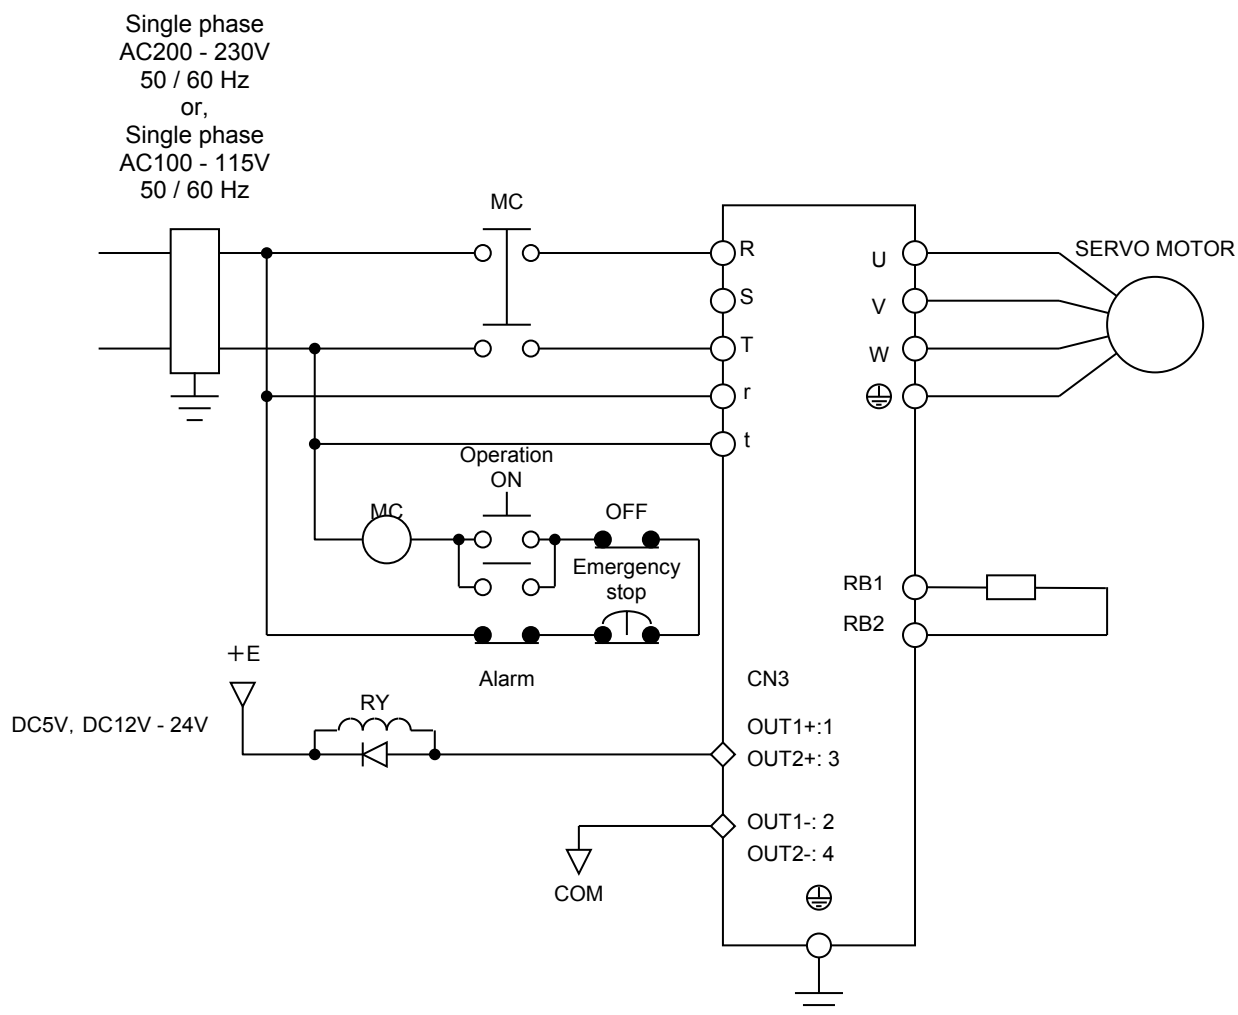 Single phase
AC200 - 230V
50 / 60 Hz
or,
Single phase
AC100 - 115V
50 / 60 Hz
MC
R
S
T
r
t
U
V
W
SERVO MOTOR
Operation
ON
MC
OFF
Emergency
stop
Alarm
RB1
RB2
+E
DC5V, DC12V - 24V
RY
CN3
OUT1+:1
OUT2+: 3
OUT1-: 2
OUT2-: 4
COM